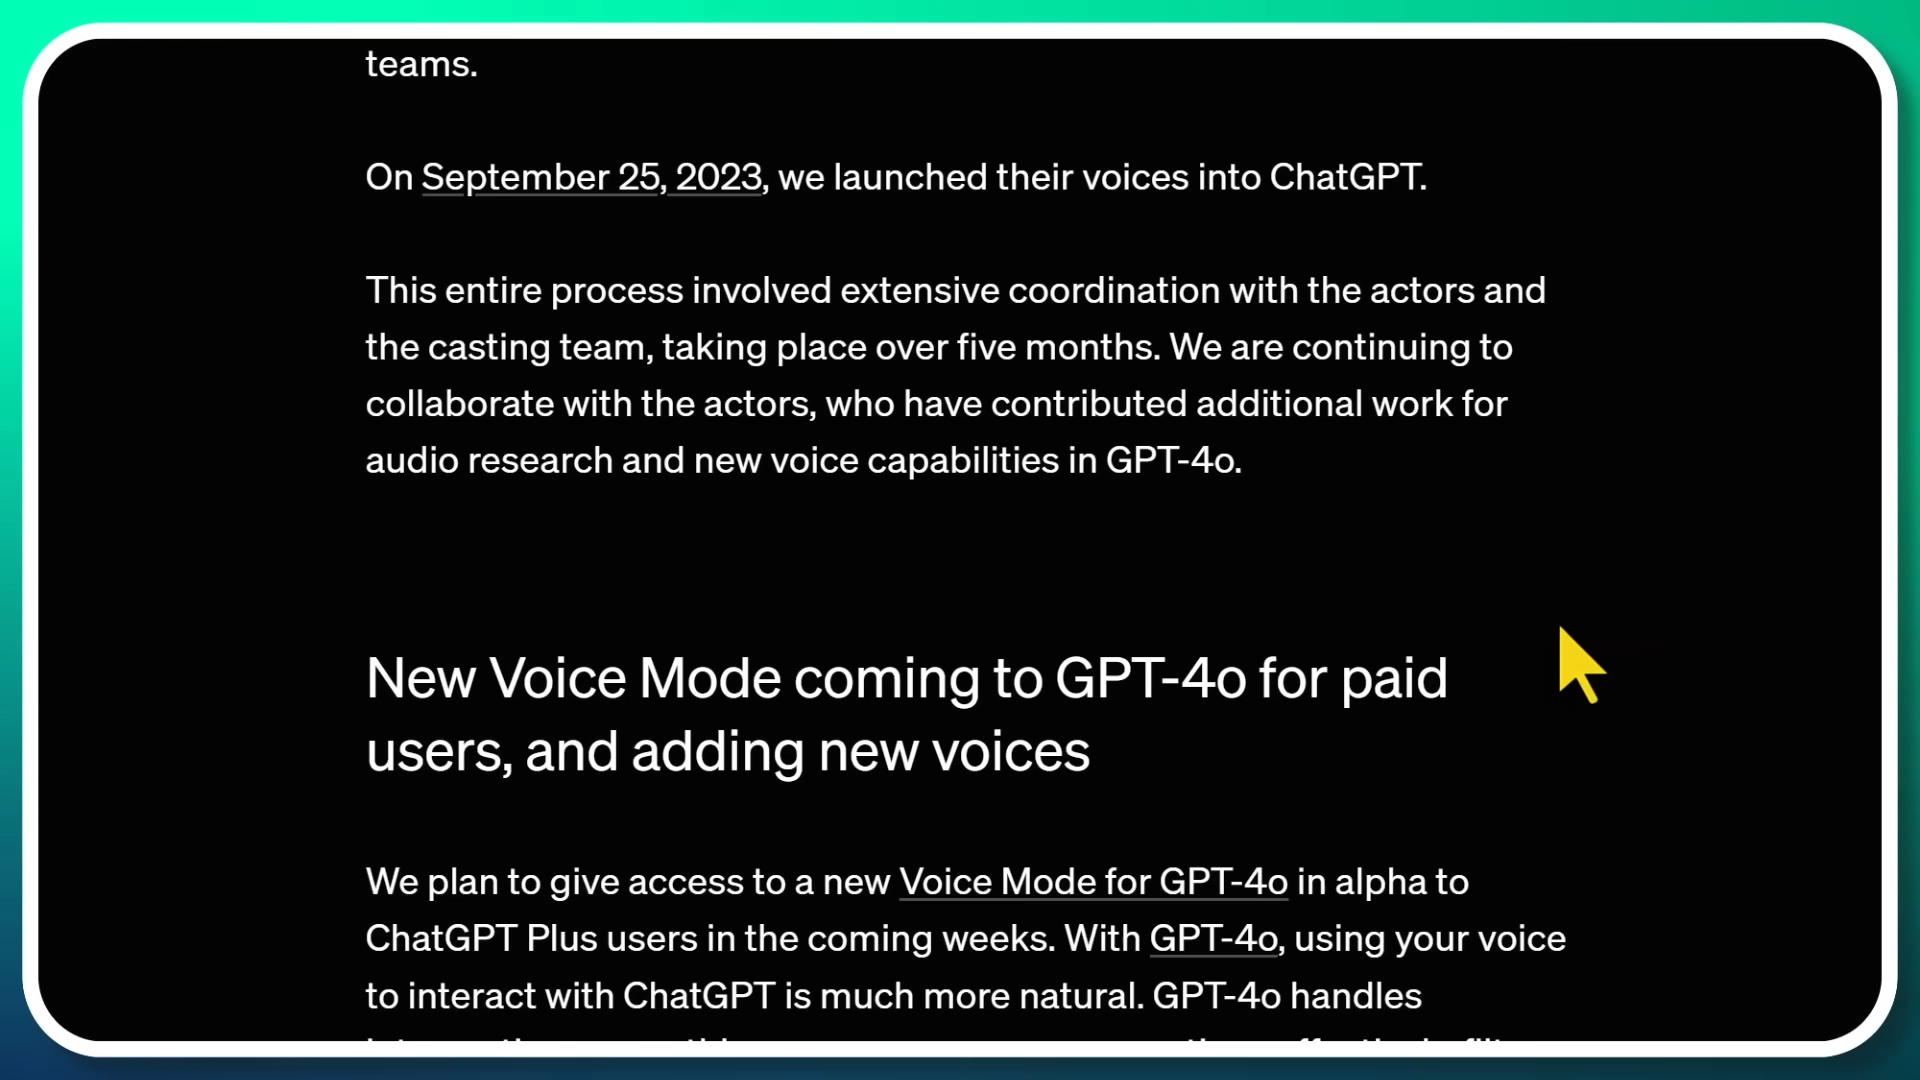 teams.
On September 25, 2023, we launched their voices into ChatGPT.
This entire process involved extensive coordination with the actors and
the casting team, taking place over five months. We are continuing to
collaborate with the actors, who have contributed additional work for
audio research and new voice capabilities in GPT-4o.
New Voice Mode coming to GPT-4o for paid
users, and adding new voices
We plan to give access to a new Voice Mode for GPT-4o in alpha to
ChatGPT Plus users in the coming weeks. With GPT-4o, using your voice
to interact with ChatGPT is much more natural. GPT-4o handles